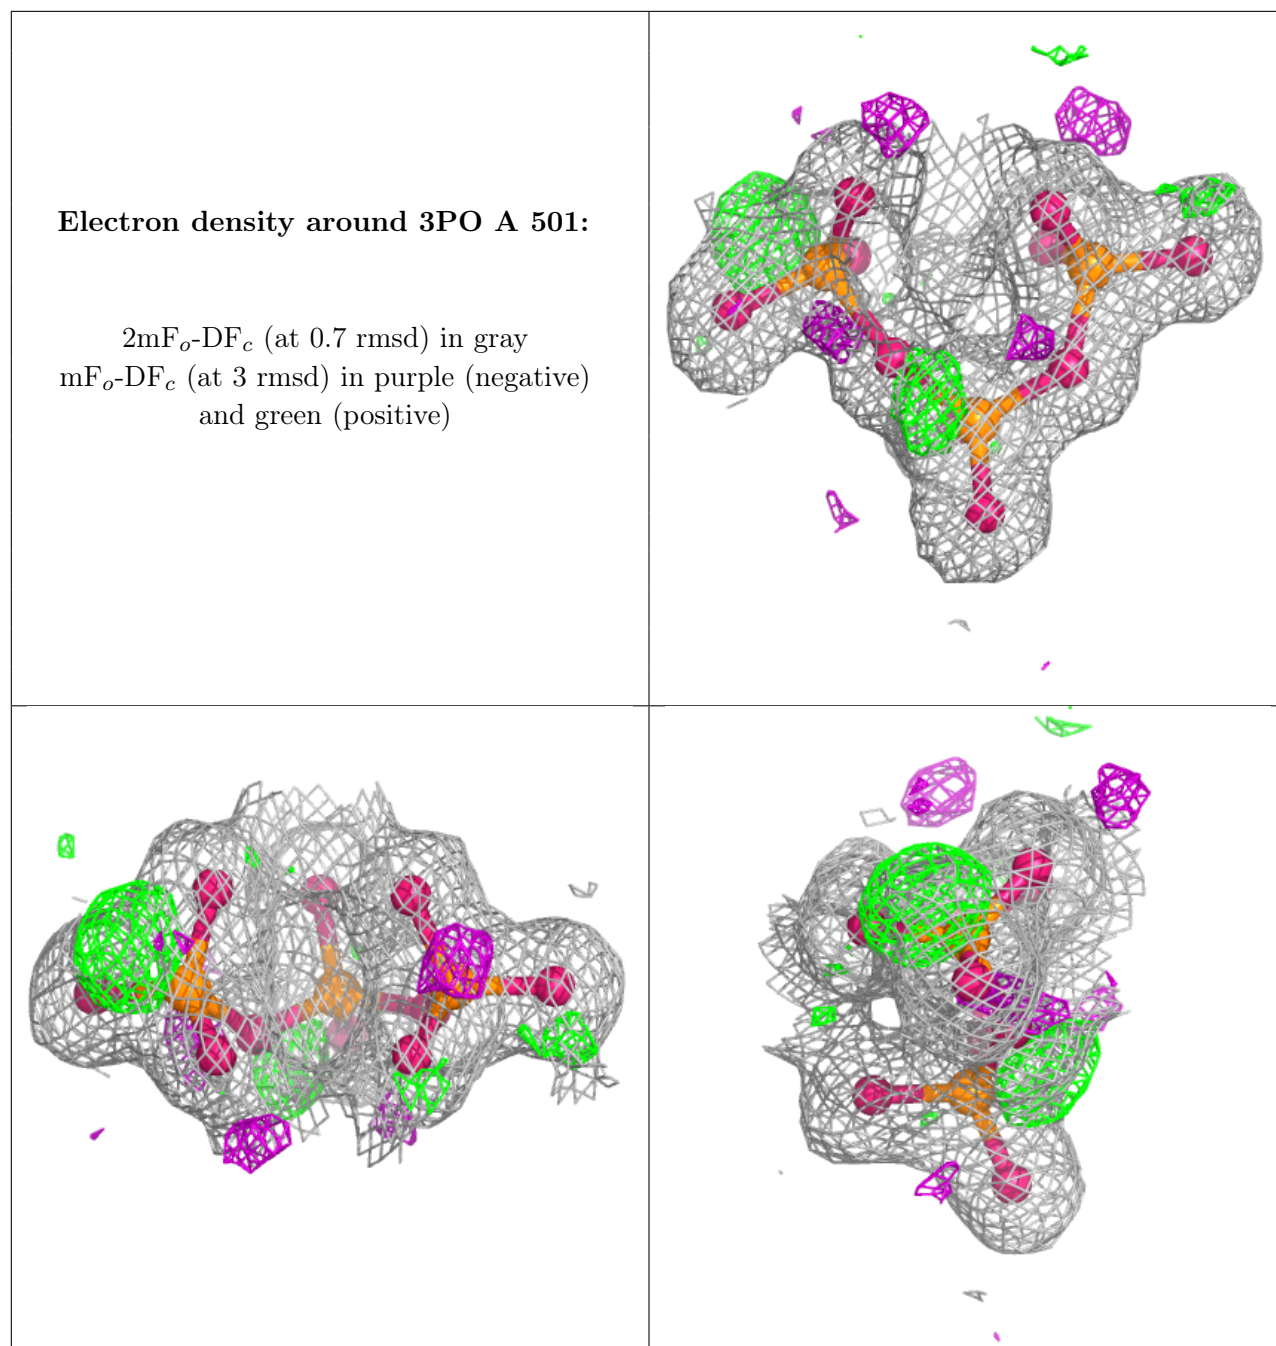 Electron density around 3PO A 501:
2mFo-DFc (at 0.7 rmsd) in gray
mFo-DFc (at 3 rmsd) in purple (negative)
and green (positive)